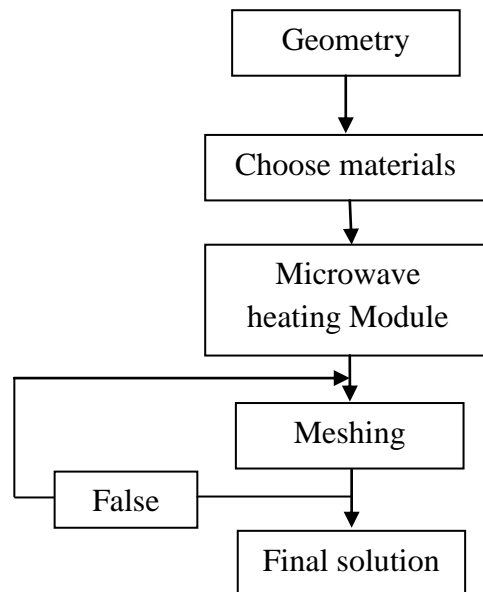 Geometry
Choose materials
Microwave
heating Module
Meshing
False
Final solution